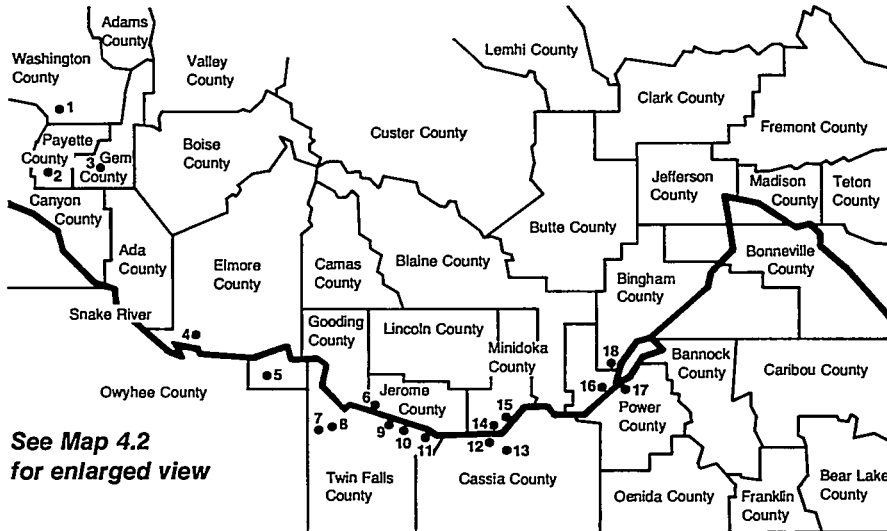 Adams
County
Washington
County
Valley
County
Lemhi County
Clark County
Fremont County
1
Payette
County
2
3
Gem
County
Boise
County
Custer County
Jefferson
County
Madison
County
Teton
County
Canyon
County
Ada
County
Elmore
County
Camas
County
Blaine County
Butte County
Bingham
County
Bonneville
County
Snake River
4
Gooding
County
Lincoln County
Minidoka
County
18
Bannock
County
Caribou County
Owyhee County
5
6
Jerome
County
15
16
17
Power
County
7
8
9
10
11
14
12
13
See Map 4.2
for enlarged view
Twin Falls
County
Cassia County
Oenida County
Franklin
County
Bear Lake
County